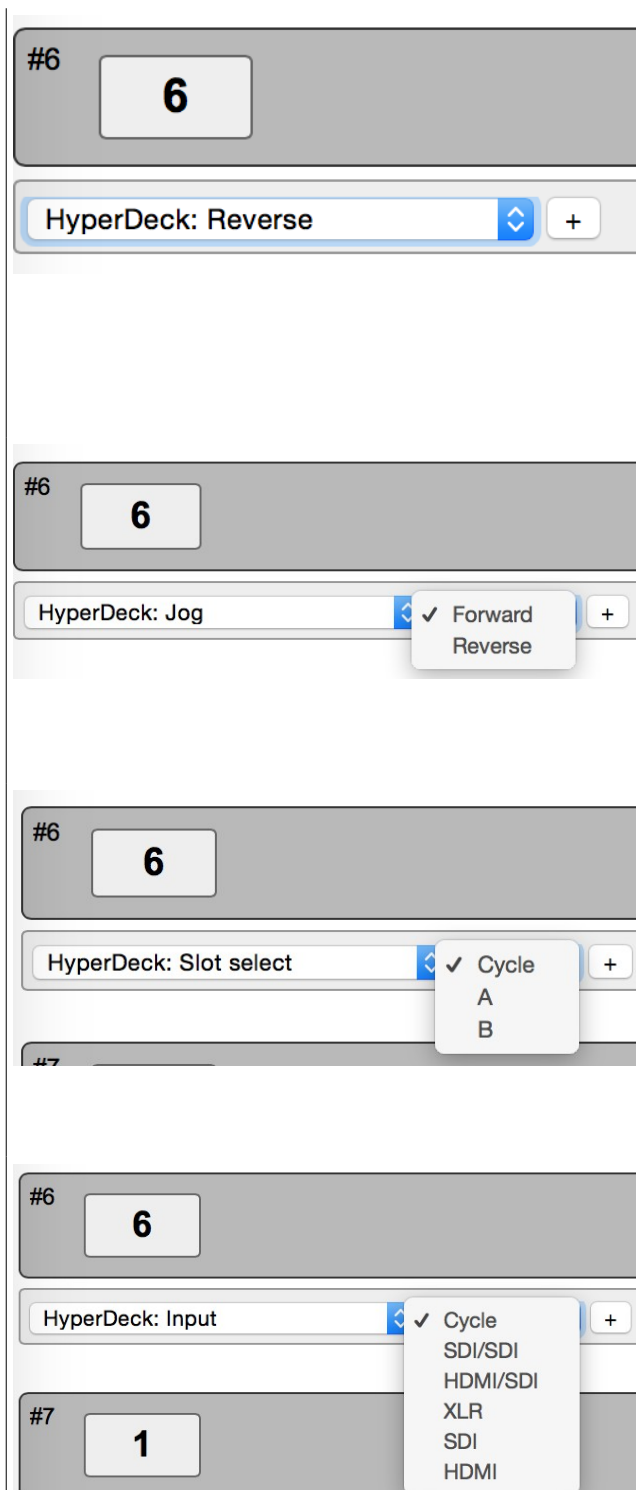 #6
6
HyperDeck: Reverse
+
#6
6
HyperDeck: Jog
✓ Forward
+
Reverse
#6
6
HyperDeck: Slot select
✓ Cycle
+
A
B
#7
#6
6
HyperDeck: Input
✓ Cycle
+
SDI/SDI
HDMI/SDI
XLR
SDI
HDMI
#7
1